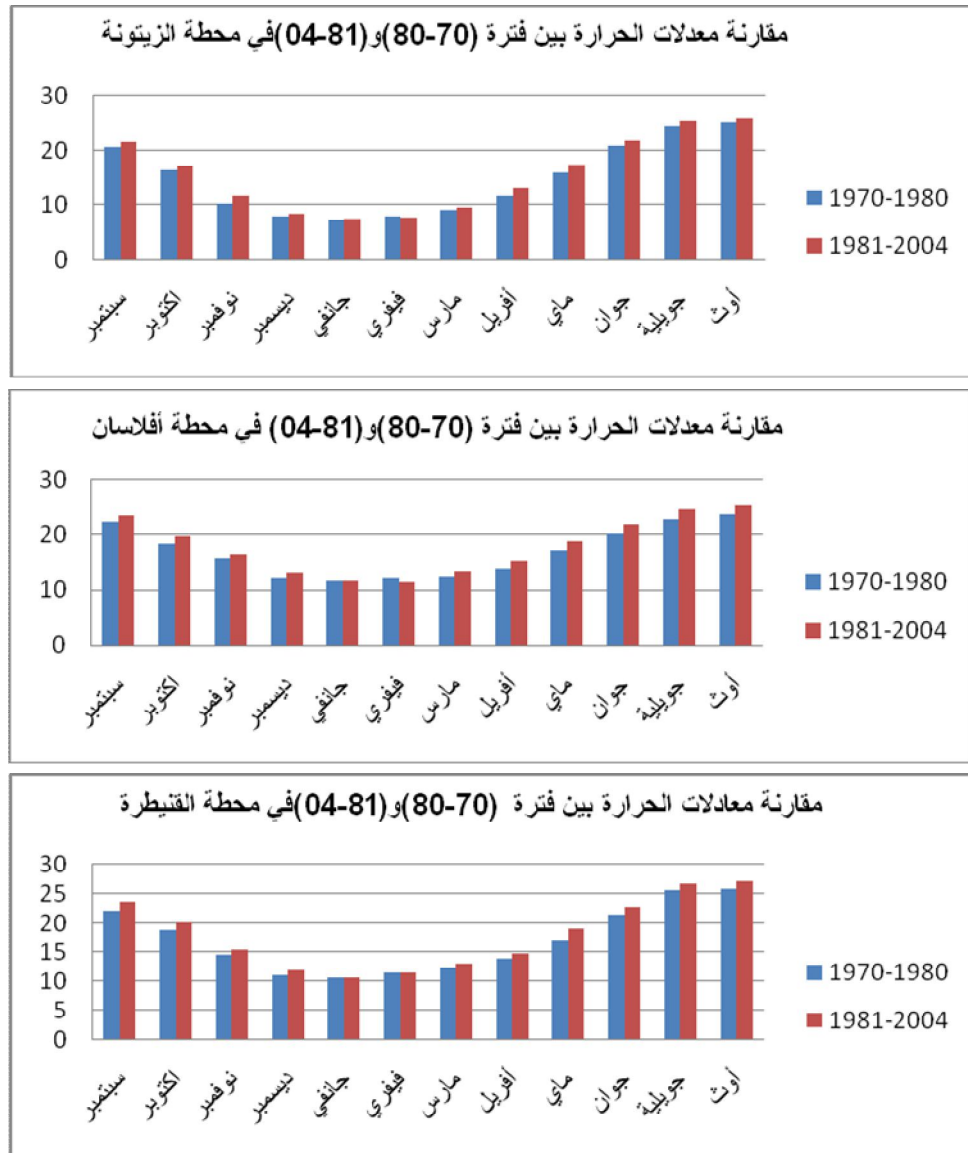 مقارنة معدلات الحرارة بين فترة (70-80)و(81-04)في محطة الزيتونة
30
20
10
0
1970-1980
1981-2004
سبتمبر
اكتوبر
نوفمبر
ديسمبر
جانفي
فيفري
مارس
أفريل
ماي
جوان
جويلية
أوث
مقارنة معدلات الحرارة بين فترة (70-80)و(81-04) في محطة أفلاسان
30
20
10
0
1970-1980
1981-2004
سبتمبر
اكتوبر
نوفمبر
ديسمبر
جانفي
فيفري
مارس
أفريل
ماي
جوان
جويلية
أوث
مقارنة معادلات الحرارة بين فترة (70-80)و(81-04)في محطة القنيطرة
30
25
20
15
10
5
0
1970-1980
1981-2004
سبتمبر
اكتوبر
نوفمبر
ديسمبر
جانفي
فيفري
مارس
أفريل
ماي
جوان
جويلية
أوث